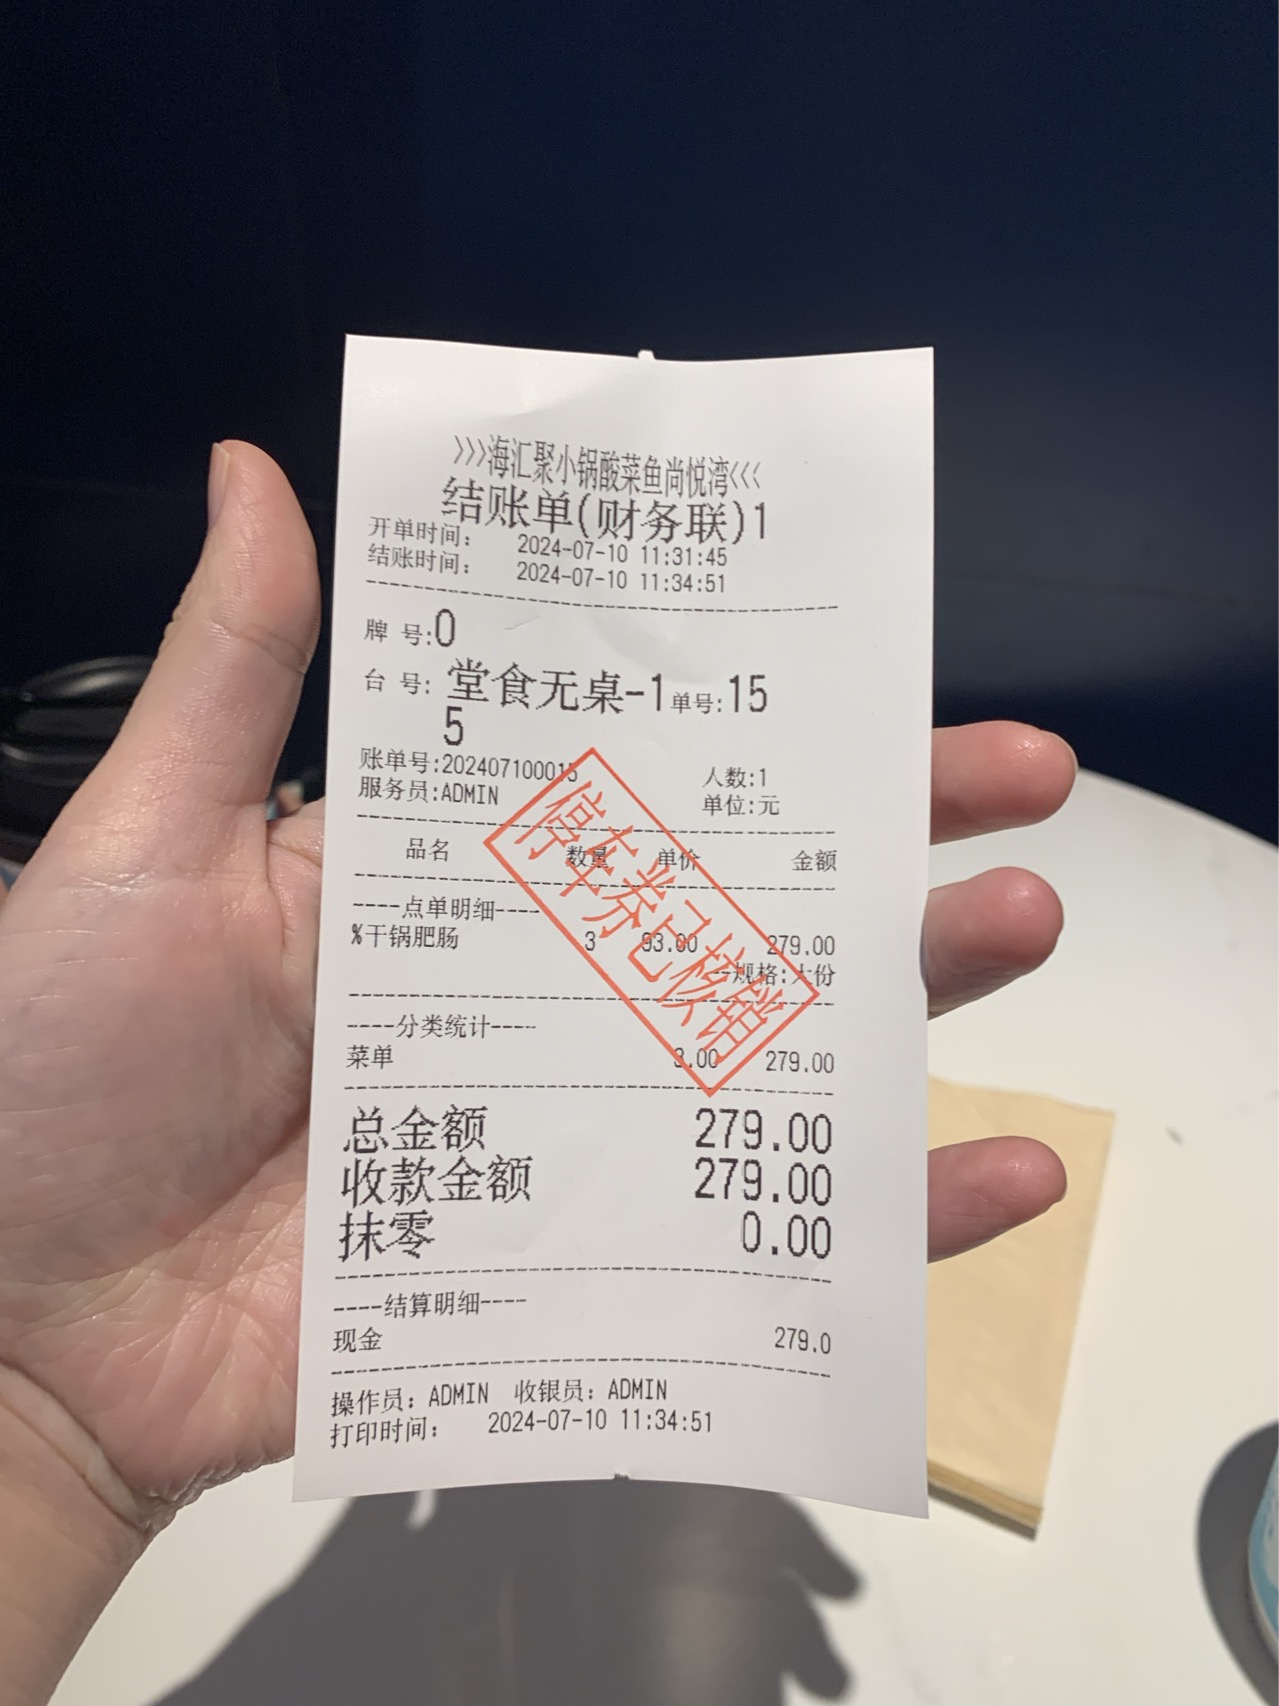 >>>海汇聚小锅酸菜鱼尚悦湾<<<
结账单(财务联)1
开单时间： 2024-07-10 11:31:45
结账时间： 2024-07-10 11:34:51
牌 号:0
台 号: 堂食无桌-1 单号:15
5
账单号:202407100015 人数:1
服务员:ADMIN 单位:元
品名 数量 单价 金额
----点单明细----
%干锅肥肠 3 93.00 279.00
--规格:大份
----分类统计----
菜单 3.00 279.00
总金额 279.00
收款金额 279.00
抹零 0.00
----结算明细----
现金 279.0
操作员：ADMIN 收银员：ADMIN
打印时间： 2024-07-10 11:34:51
停车券已核销